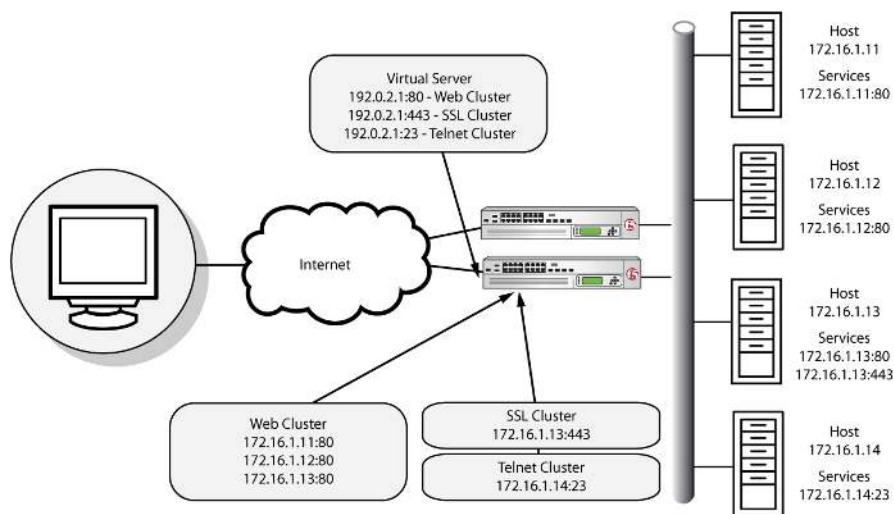 Virtual Server
192.0.2.1:80 - Web Cluster
192.0.2.1:443 - SSL Cluster
192.0.2.1:23 - Telnet Cluster
Internet
Web Cluster
172.16.1.11:80
172.16.1.12:80
172.16.1.13:80
SSL Cluster
172.16.1.13:443
Telnet Cluster
172.16.1.14:23
Host
172.16.1.11
Services
172.16.1.11:80
Host
172.16.1.12
Services
172.16.1.12:80
Host
172.16.1.13
Services
172.16.1.13:80
172.16.1.13:443
Host
172.16.1.14
Services
172.16.1.14:23